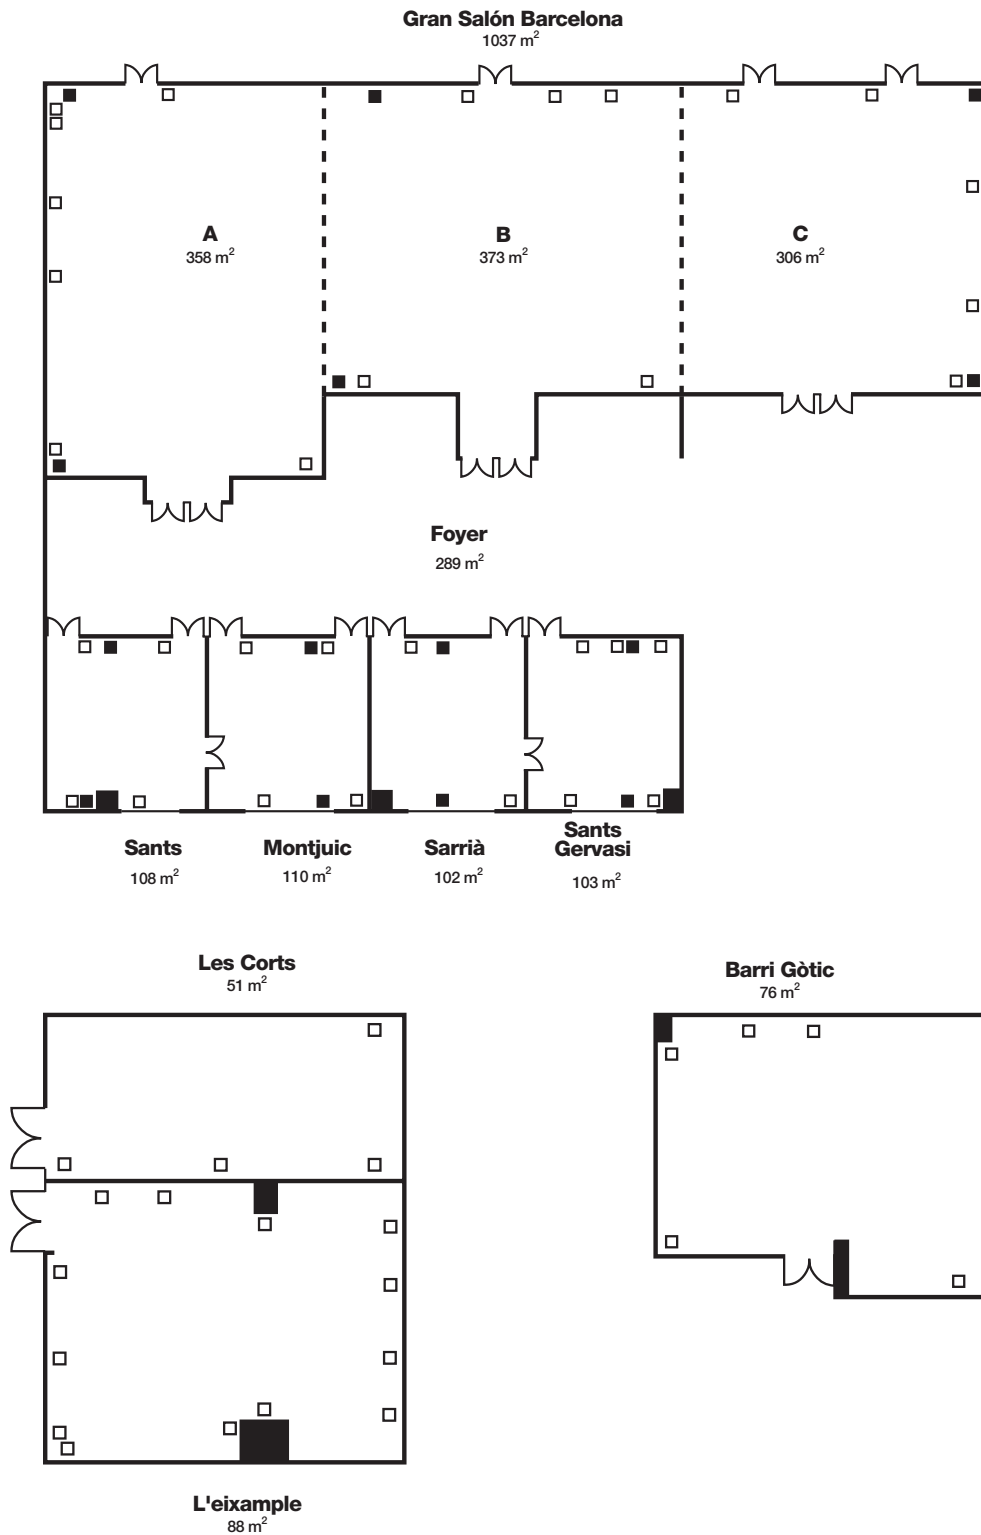 Gran Salón Barcelona
1037 m²
A
358 m²
B
373 m²
C
306 m²
Foyer
289 m²
Sants
108 m²
Montjuic
110 m²
Sarrià
102 m²
Sants
Gervasi
103 m²
Les Corts
51 m²
Barri Gòtic
76 m²
L'eixample
88 m²